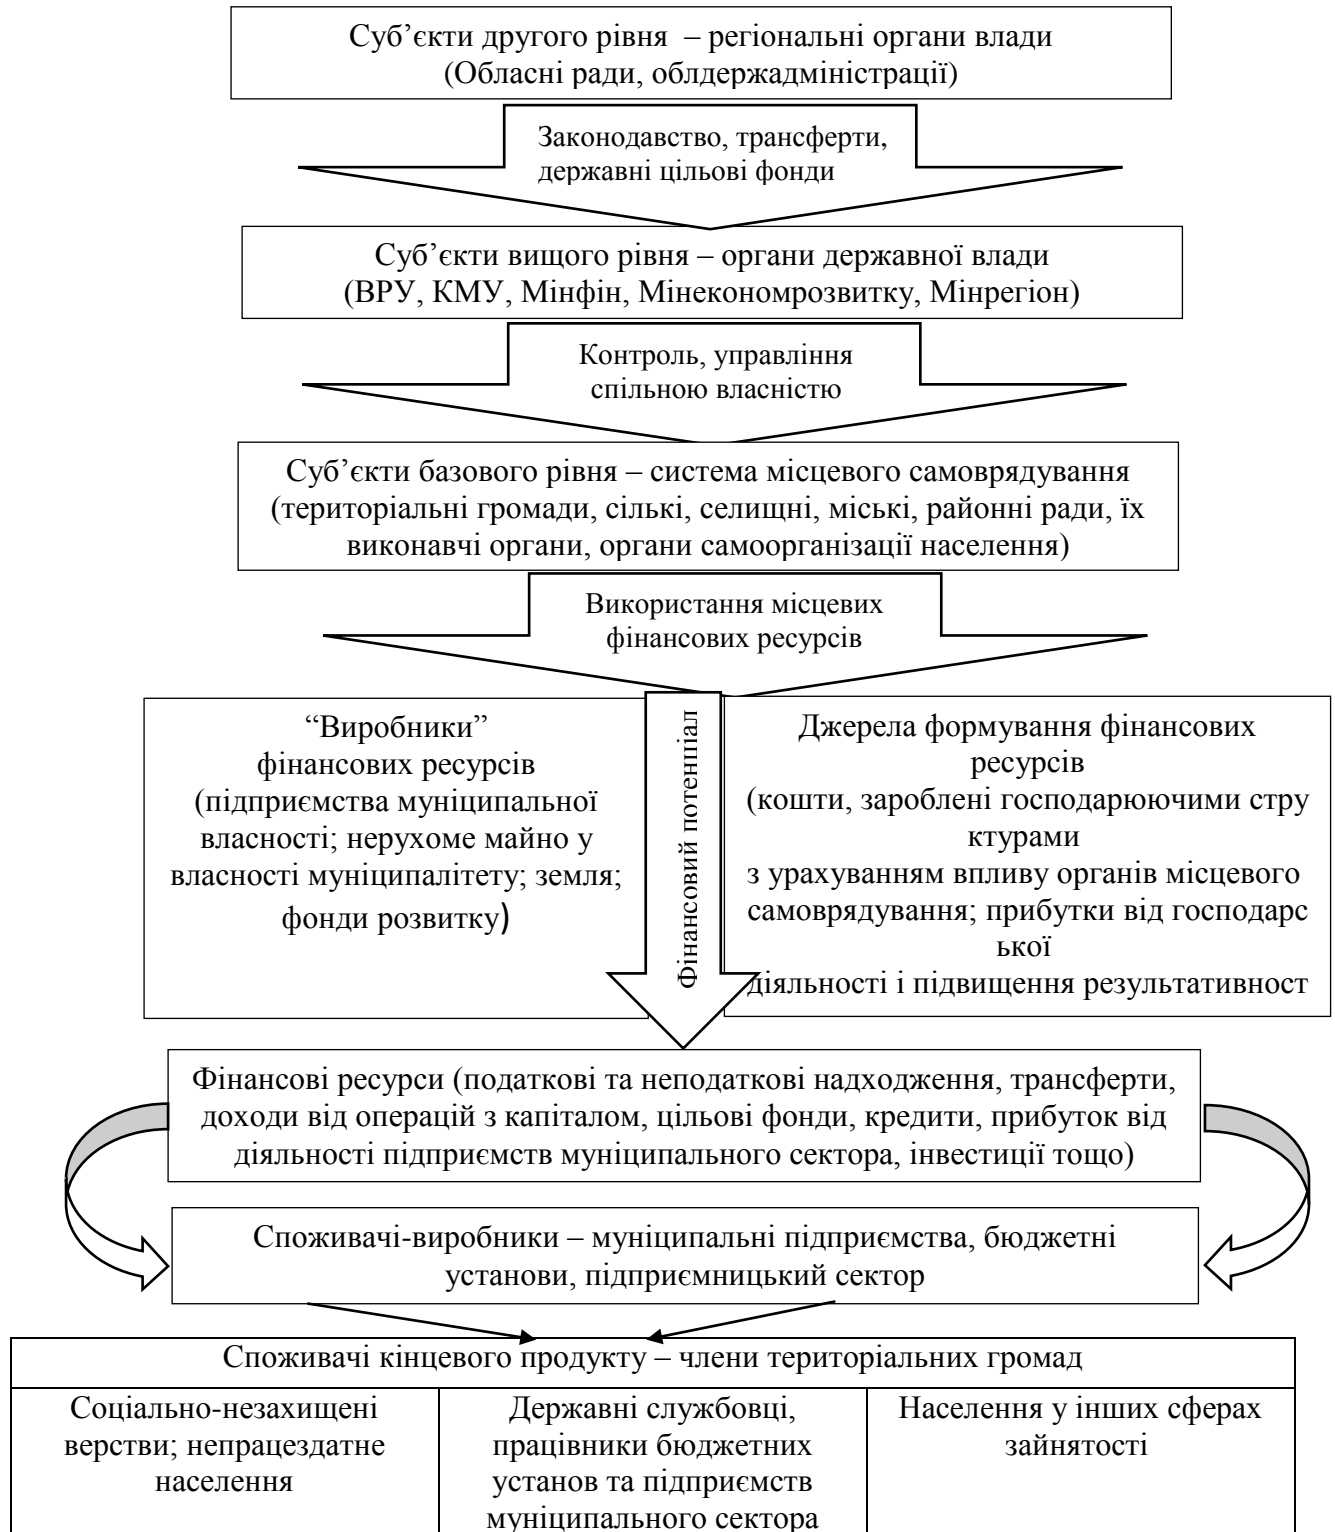 Суб’єкти другого рівня – регіональні органи влади
(Обласні ради, облдержадміністрації)
Законодавство, трансферти,
державні цільові фонди
Суб’єкти вищого рівня – органи державної влади
(ВРУ, КМУ, Мінфін, Мінекономрозвитку, Мінрегіон)
Контроль, управління
спільною власністю
Суб’єкти базового рівня – система місцевого самоврядування
(територіальні громади, сількі, селищні, міські, районні ради, їх
виконавчі органи, органи самоорганізації населення)
Використання місцевих
фінансових ресурсів
“Виробники”
фінансових ресурсів
(підприємства муніципальної
власності; нерухоме майно у
власності муніципалітету; земля;
фонди розвитку)
Фінансовий потенціал
Джерела формування фінансових
ресурсів
(кошти, зароблені господарюючими стру
ктурами
з урахуванням впливу органів місцевого
самоврядування; прибутки від господарс
ької
діяльності і підвищення результативност
Фінансові ресурси (податкові та неподаткові надходження, трансферти,
доходи від операцій з капіталом, цільові фонди, кредити, прибуток від
діяльності підприємств муніципального сектора, інвестиції тощо)
Споживачі-виробники – муніципальні підприємства, бюджетні
установи, підприємницький сектор
Споживачі кінцевого продукту – члени територіальних громад
Соціально-незахищені
верстви; непрацездатне
населення
Державні службовці,
працівники бюджетних
установ та підприємств
муніципального сектора
Населення у інших сферах
зайнятості